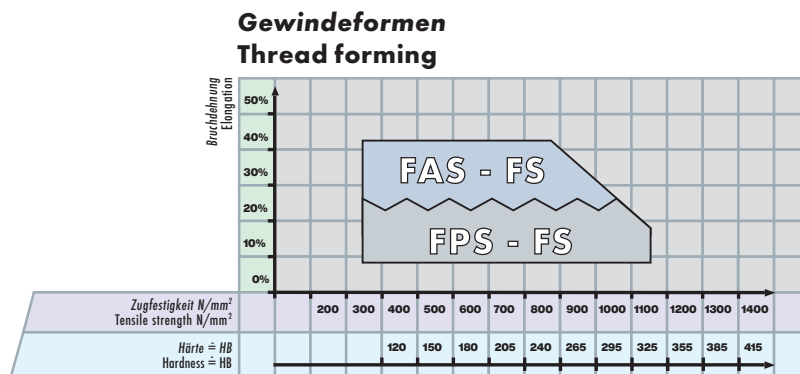 Gewindeformen
Thread forming
Bruchdehnung
Elongation
50%
40%
30%
20%
10%
0%
FAS - FS
FPS - FS
Zugfestigkeit N/mm²
Tensile strength N/mm²
200 300 400 500 600 700 800 900 1000 1100 1200 1300 1400
Härte ≙ HB
Hardness ≙ HB
120 150 180 205 240 265 295 325 355 385 415